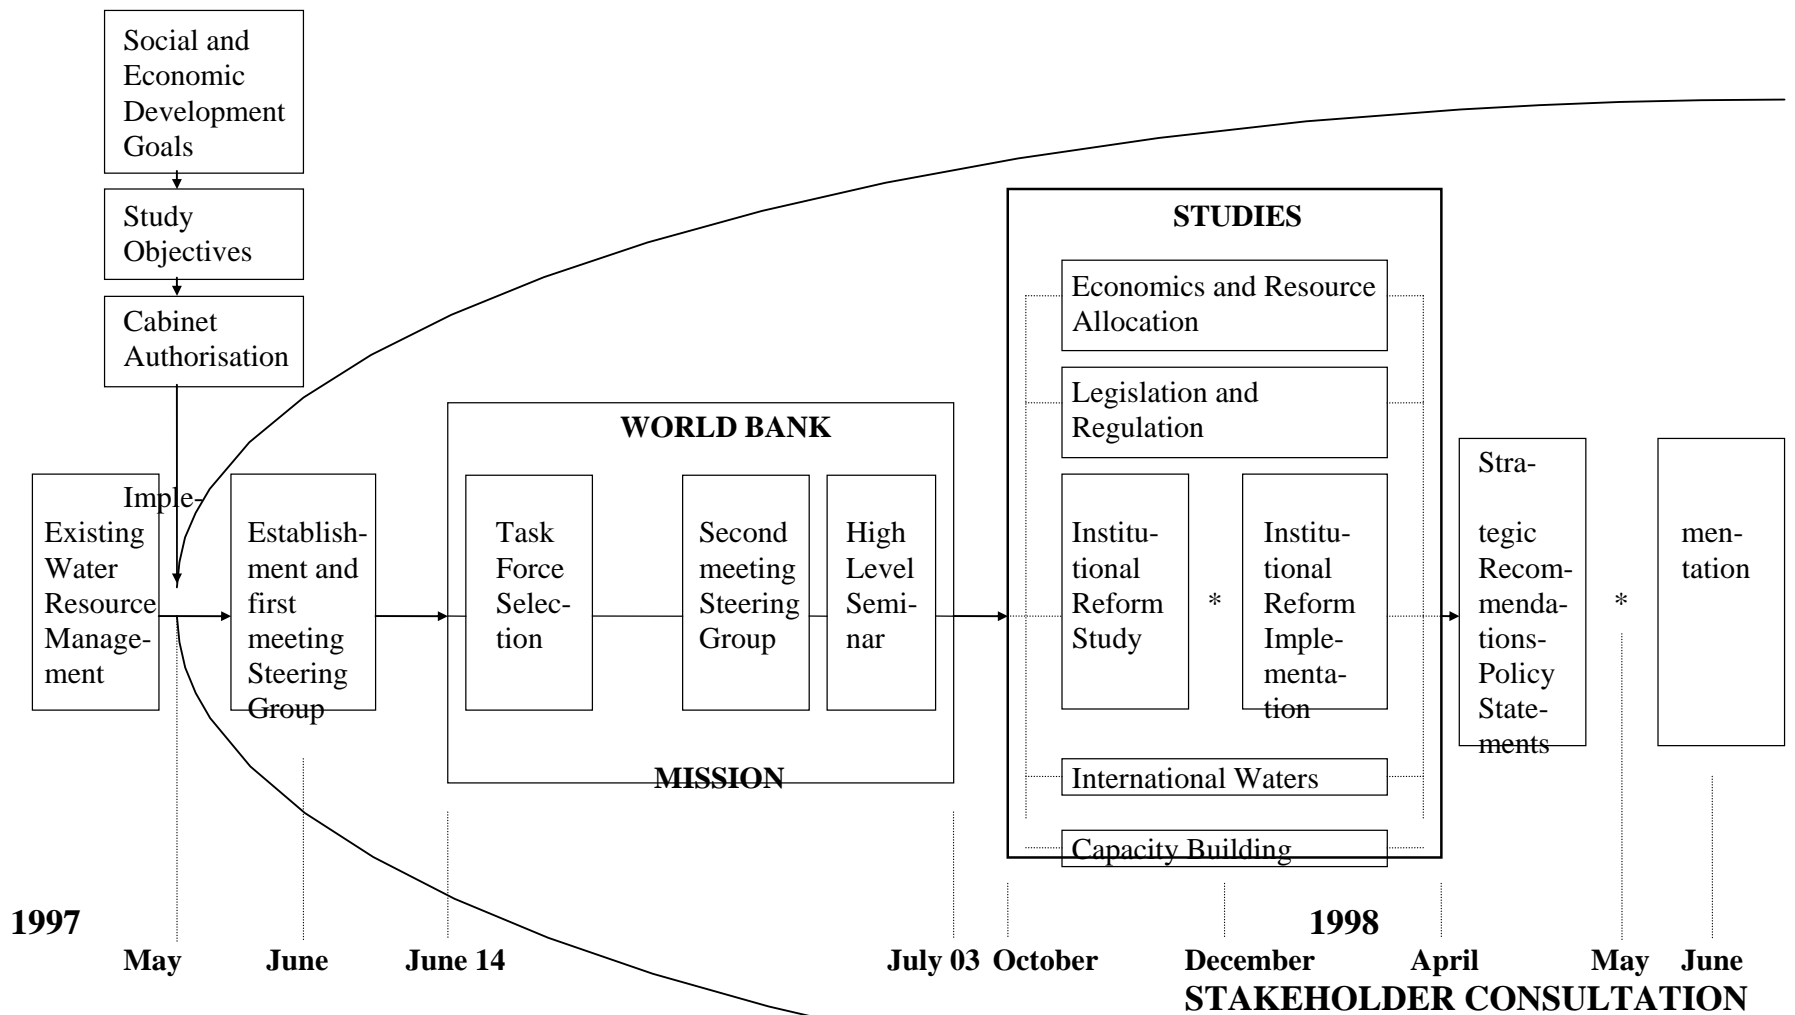 Social and
Economic
Development
Goals
Study
Objectives
Cabinet
Authorisation
STUDIES
Economics and Resource
Allocation
Legislation and
Regulation
WORLD BANK
Imple-
Existing
Water
Resource
Manage-
ment
Establish-
ment and
first
meeting
Steering
Group
Task
Force
Selec-
tion
Second
meeting
Steering
Group
High
Level
Semi-
nar
MISSION
Institu-
tional
Reform
Study
*
Institu-
tional
Reform
Imple-
menta-
tion
International Waters
Capacity Building
Stra-
tegic
Recom-
menda-
tions-
Policy
State-
ments
*
men-
tation
1997
1998
May
June
June 14
July 03
October
December
April
May
June
STAKEHOLDER CONSULTATION